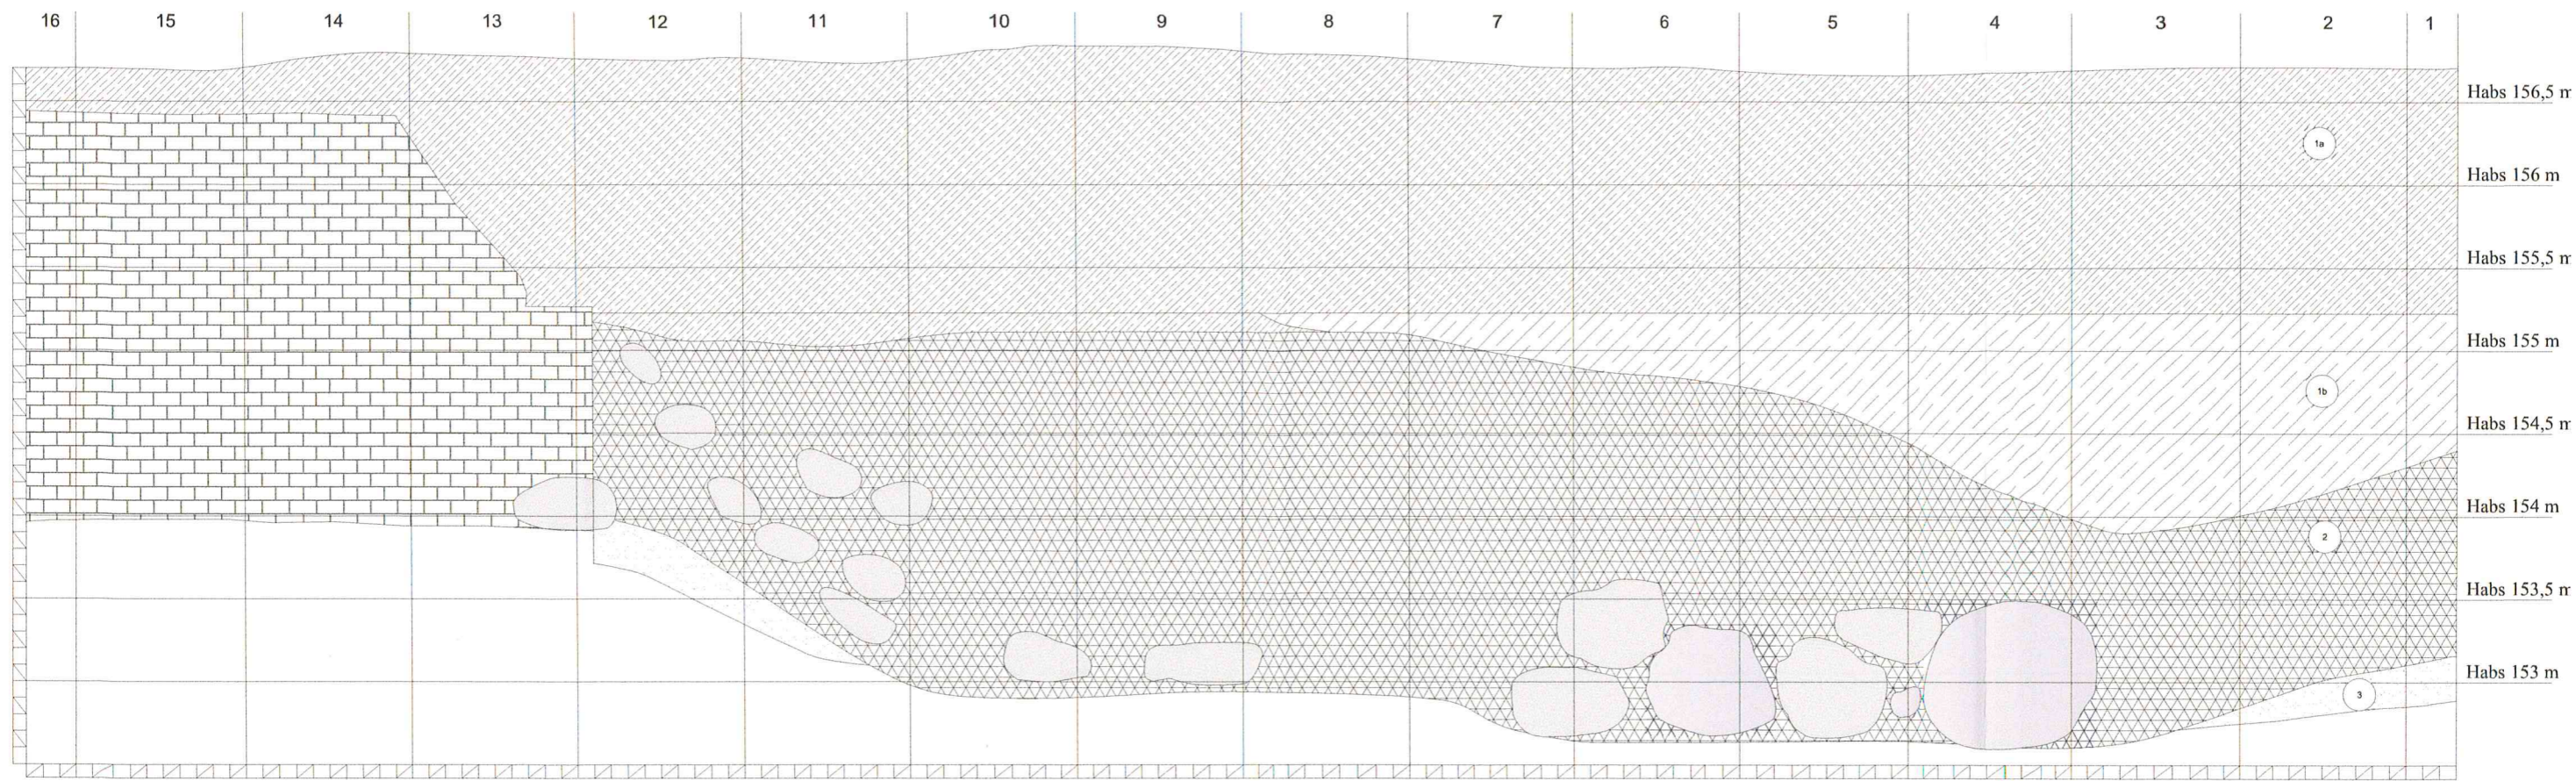 16 15 14 13 12 11 10 9 8 7 6 5 4 3 2 1
Habs 156,5 m
1a
Habs 156 m
Habs 155,5 m
Habs 155 m
1b
Habs 154,5 m
Habs 154 m
2
Habs 153,5 m
Habs 153 m
3